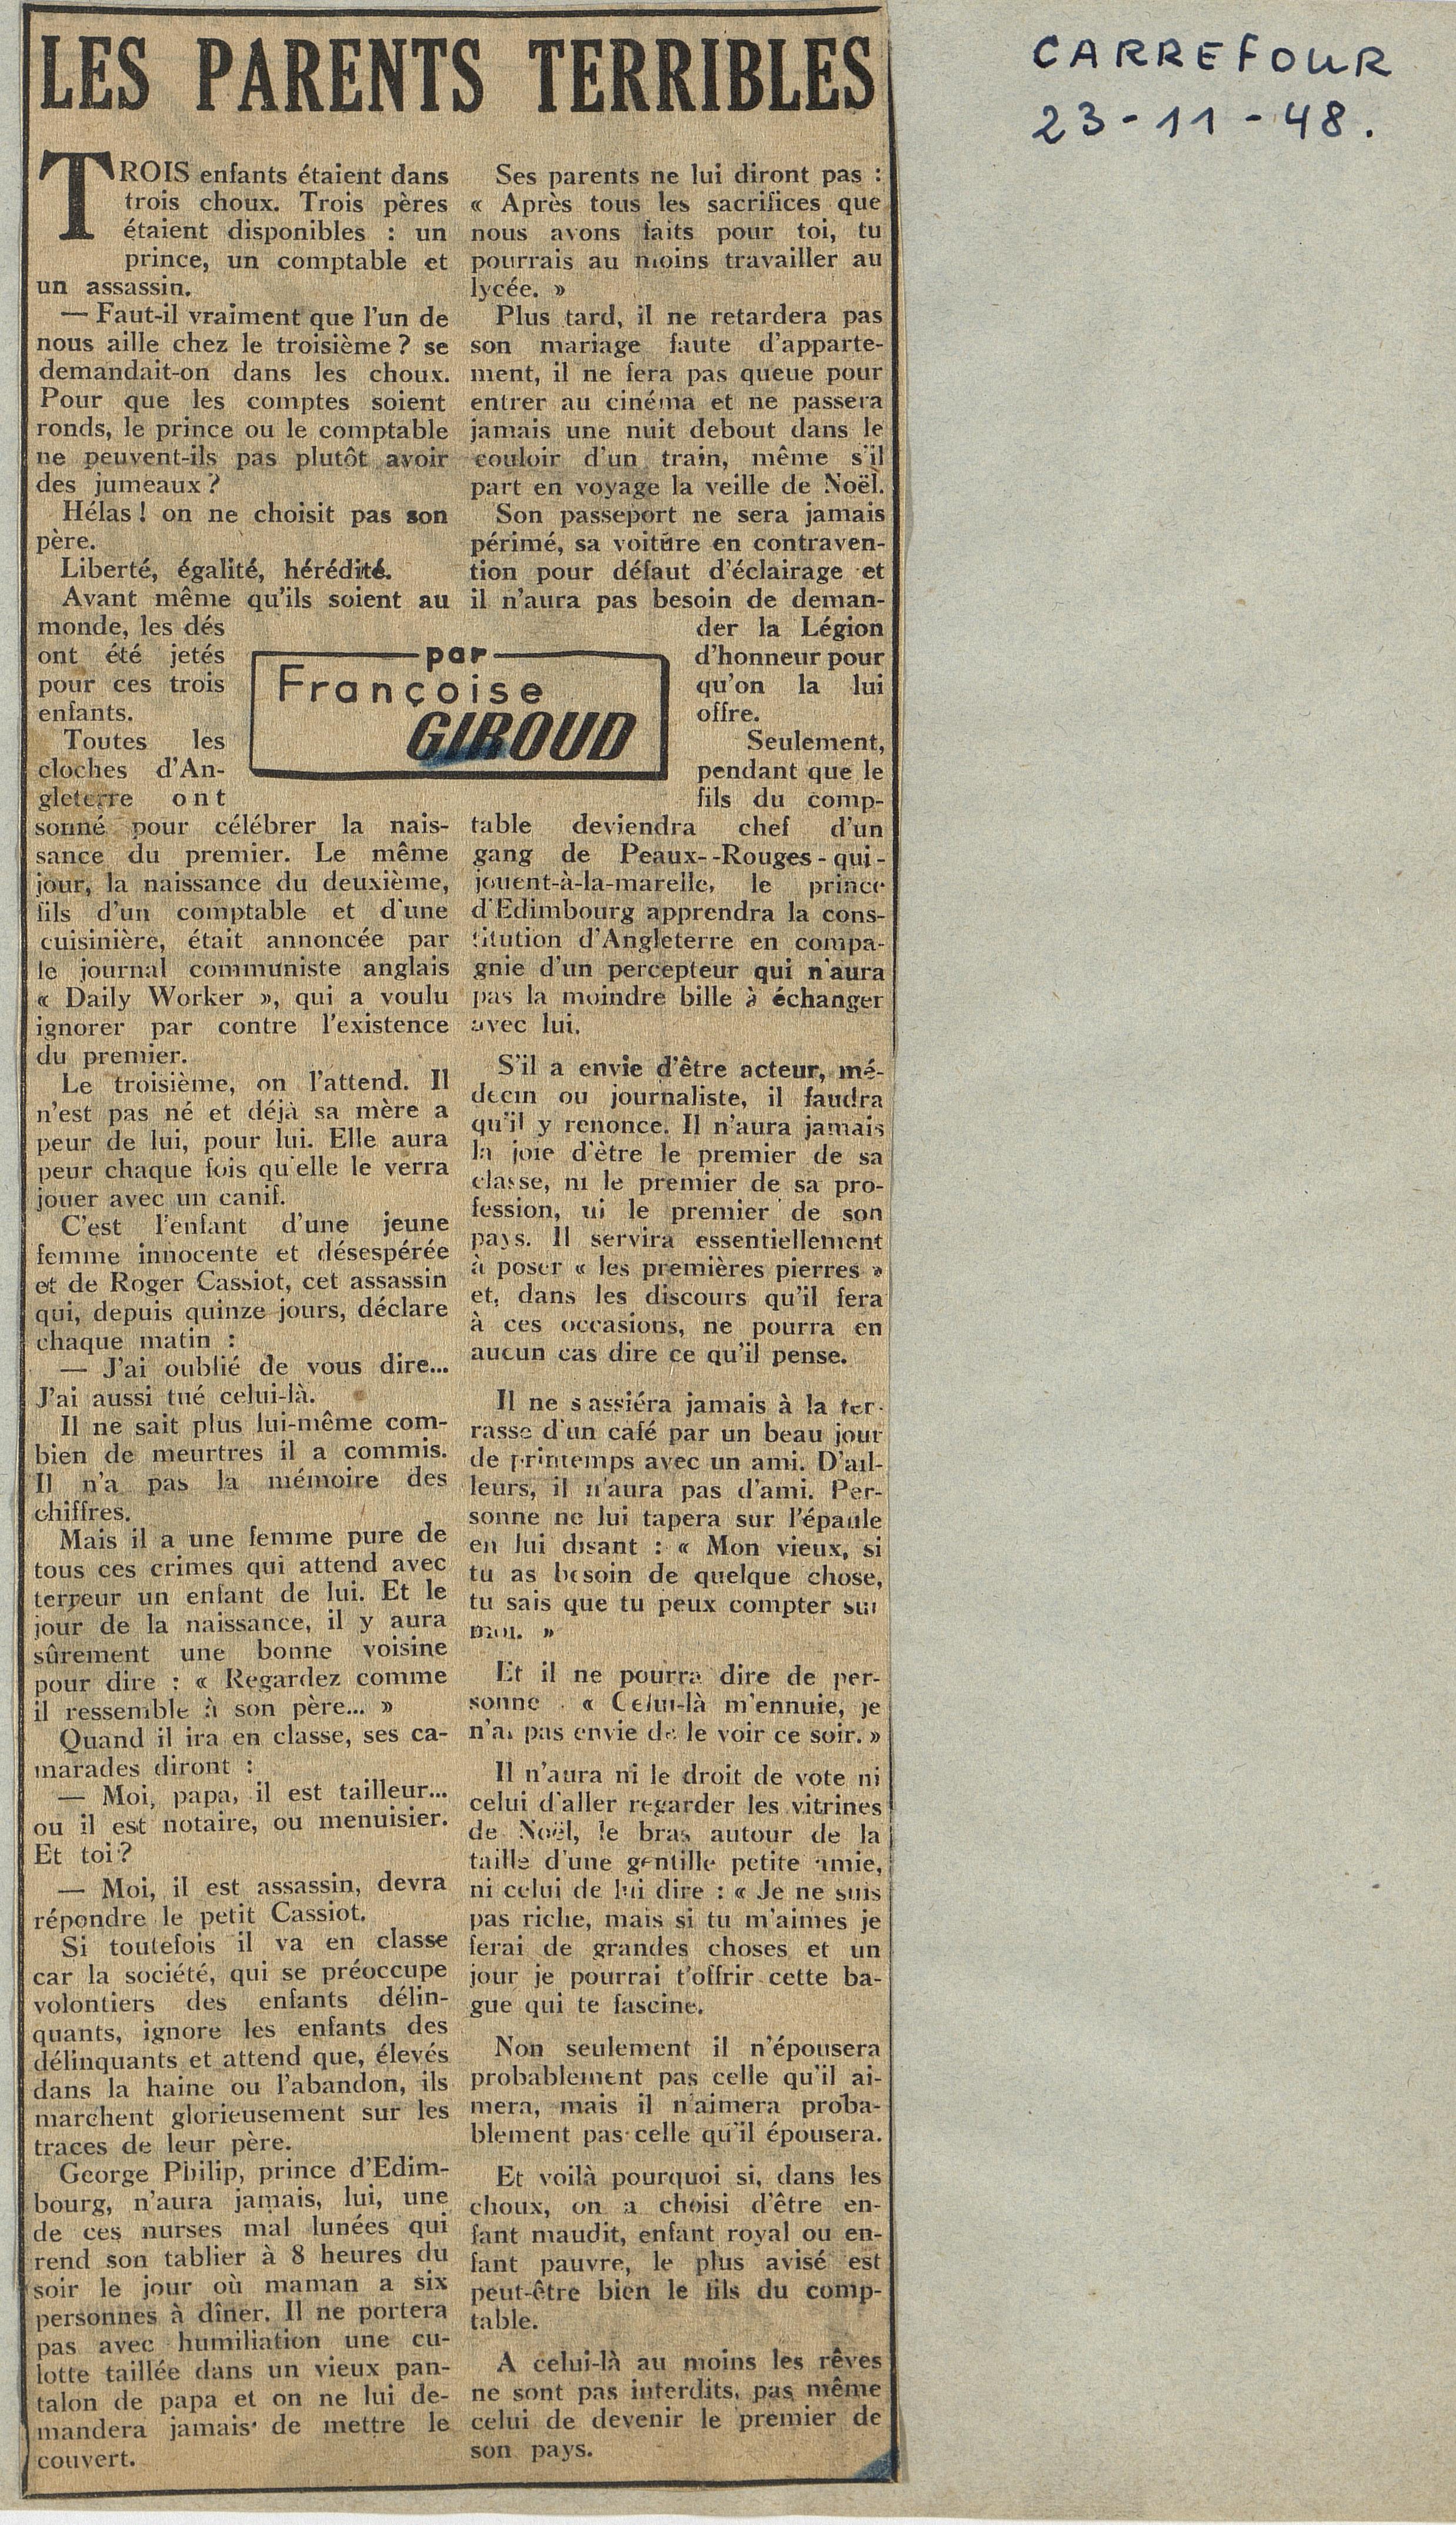 LES PARENTS TERRIBLES
CARREFOUR
23-11-48.
TROIS enfants étaient dans
trois choux. Trois pères
étaient disponibles : un
prince, un comptable et
un assassin.
— Faut-il vraiment que l'un de
nous aille chez le troisième ? se
demandait-on dans les choux.
Pour que les comptes soient
ronds, le prince ou le comptable
ne peuvent-ils pas plutôt avoir
des jumeaux ?
Hélas ! on ne choisit pas son
père.
Liberté, égalité, hérédité.
Avant même qu'ils soient au
monde, les dés
ont été jetés
pour ces trois
enfants.
Toutes les
cloches d'An-
gleterre ont
sonné pour célébrer la nais-
sance du premier. Le même
jour, la naissance du deuxième,
fils d'un comptable et d'une
cuisinière, était annoncée par
le journal communiste anglais
« Daily Worker », qui a voulu
ignorer par contre l'existence
du premier.
Le troisième, on l'attend. Il
n'est pas né et déjà sa mère a
peur de lui, pour lui. Elle aura
peur chaque fois qu'elle le verra
jouer avec un canif.
C'est l'enfant d'une jeune
femme innocente et désespérée
et de Roger Cassiot, cet assassin
qui, depuis quinze jours, déclare
chaque matin :
— J'ai oublié de vous dire...
J'ai aussi tué celui-là.
Il ne sait plus lui-même com-
bien de meurtres il a commis.
Il n'a pas la mémoire des
chiffres.
Mais il a une femme pure de
tous ces crimes qui attend avec
terreur un enfant de lui. Et le
jour de la naissance, il y aura
sûrement une bonne voisine
pour dire : « Regardez comme
il ressemble à son père... »
Quand il ira en classe, ses ca-
marades diront :
— Moi, papa, il est tailleur...
ou il est notaire, ou menuisier.
Et toi ?
— Moi, il est assassin, devra
répondre le petit Cassiot.
Si toutefois il va en classe
car la société, qui se préoccupe
volontiers des enfants délin-
quants, ignore les enfants des
délinquants et attend que, élevés
dans la haine ou l'abandon, ils
marchent glorieusement sur les
traces de leur père.
George Philip, prince d'Edim-
bourg, n'aura jamais, lui, une
de ces nurses mal lunées qui
rend son tablier à 8 heures du
soir le jour où maman a six
personnes à dîner. Il ne portera
pas avec humiliation une cu-
lotte taillée dans un vieux pan-
talon de papa et on ne lui de-
mandera jamais de mettre le
couvert.
par
Françoise
GIROUD
Ses parents ne lui diront pas :
« Après tous les sacrifices que
nous avons faits pour toi, tu
pourrais au moins travailler au
lycée. »
Plus tard, il ne retardera pas
son mariage faute d'apparte-
ment, il ne fera pas queue pour
entrer au cinéma et ne passera
jamais une nuit debout dans le
couloir d'un train, même s'il
part en voyage la veille de Noël.
Son passeport ne sera jamais
périmé, sa voiture en contraven-
tion pour défaut d'éclairage et
il n'aura pas besoin de deman-
der la Légion
d'honneur pour
qu'on la lui
offre.
Seulement,
pendant que le
fils du comp-
table deviendra chef d'un
gang de Peaux- -Rouges - qui -
jouent-à-la-marelle, le prince
d'Edimbourg apprendra la cons-
titution d'Angleterre en compa-
gnie d'un percepteur qui n'aura
pas la moindre bille à échanger
avec lui.
S'il a envie d'être acteur, mé-
decin ou journaliste, il faudra
qu'il y renonce. Il n'aura jamais
la joie d'être le premier de sa
classe, ni le premier de sa pro-
fession, ni le premier de son
pays. Il servira essentiellement
à poser « les premières pierres »
et, dans les discours qu'il fera
à ces occasions, ne pourra en
aucun cas dire ce qu'il pense.
Il ne s'assiéra jamais à la ter-
rasse d'un café par un beau jour
de printemps avec un ami. D'ail-
leurs, il n'aura pas d'ami. Per-
sonne ne lui tapera sur l'épaule
en lui disant : « Mon vieux, si
tu as besoin de quelque chose,
tu sais que tu peux compter sur
moi. »
Et il ne pourra dire de per-
sonne : « Celui-là m'ennuie, je
n'ai pas envie de le voir ce soir. »
Il n'aura ni le droit de vote ni
celui d'aller regarder les vitrines
de Noël, le bras autour de la
taille d'une gentille petite amie,
ni celui de lui dire : « Je ne suis
pas riche, mais si tu m'aimes je
ferai de grandes choses et un
jour je pourrai t'offrir cette ba-
gue qui te fascine.
Non seulement il n'épousera
probablement pas celle qu'il ai-
mera, mais il n'aimera proba-
blement pas celle qu'il épousera.
Et voilà pourquoi si, dans les
choux, on a choisi d'être en-
fant maudit, enfant royal ou en-
fant pauvre, le plus avisé est
peut-être bien le fils du comp-
table.
A celui-là au moins les rêves
ne sont pas interdits, pas même
celui de devenir le premier de
son pays.